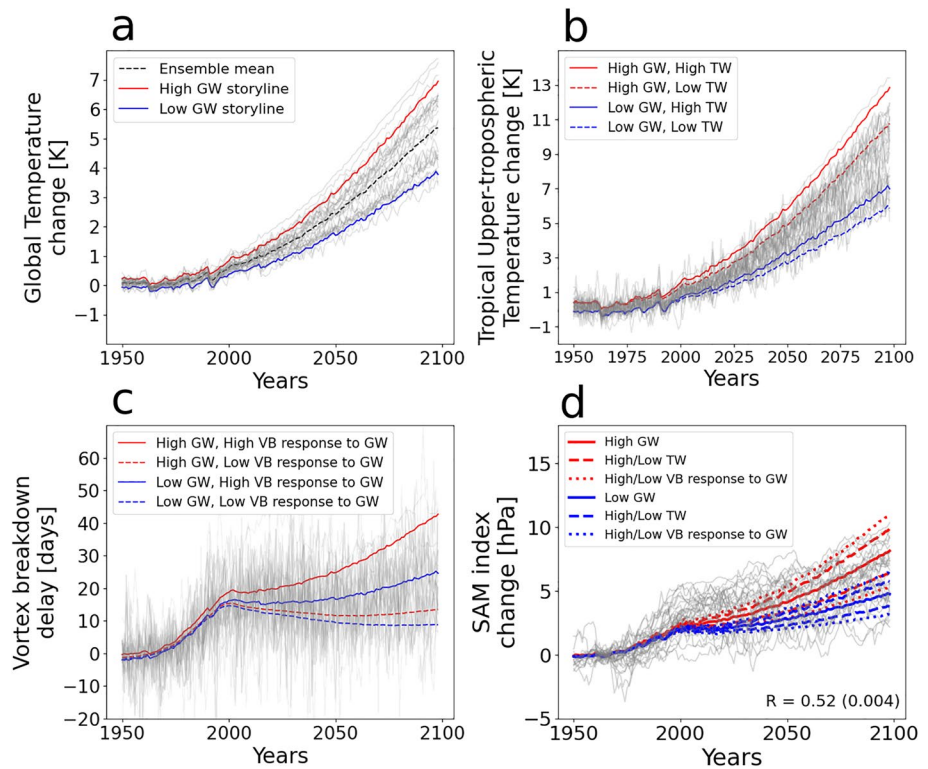 a
Global Temperature
change [K]
7
6
5
4
3
2
1
0
−1
Ensemble mean
High GW storyline
Low GW storyline
1950
2000
2050
2100
Years
b
Tropical Upper-tropospheric
Temperature change [K]
13
11
9
7
5
3
1
−1
High GW, High TW
High GW, Low TW
Low GW, High TW
Low GW, Low TW
1950
1975
2000
2025
2050
2075
2100
Years
c
Vortex breakdown
delay [days]
60
50
40
30
20
10
0
−10
−20
High GW, High VB response to GW
High GW, Low VB response to GW
Low GW, High VB response to GW
Low GW, Low VB response to GW
1950
2000
2050
2100
Years
d
SAM index
change [hPa]
15
10
5
0
−5
High GW
High/Low TW
High/Low VB response to GW
Low GW
High/Low TW
High/Low VB response to GW
R = 0.52 (0.004)
1950
2000
2050
2100
Years